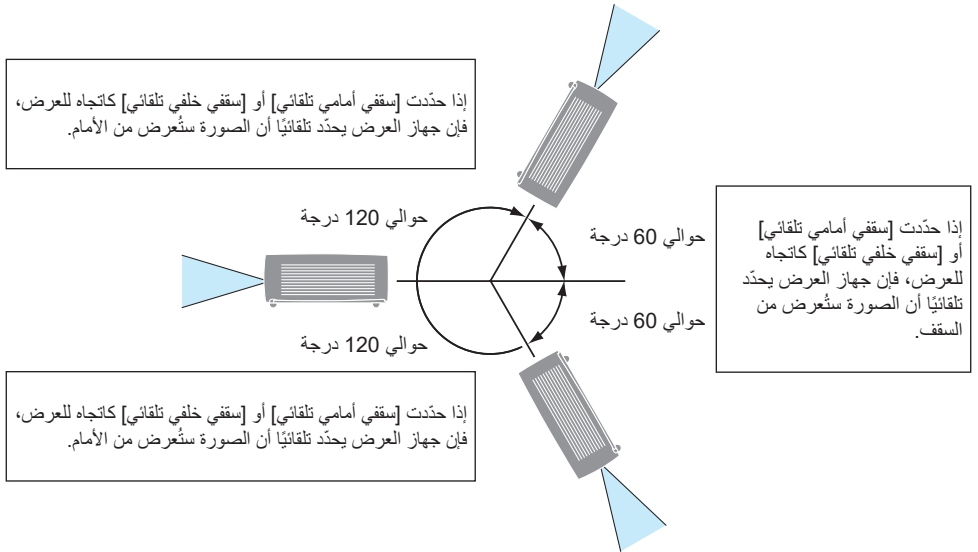 إذا حدّدت [سقفي أمامي تلقائي] أو [سقفي خلفي تلقائي] كاتجاه للعرض،
فإن جهاز العرض يحدّد تلقائيًا أن الصورة ستُعرض من الأمام.
حوالي 120 درجة
حوالي 60 درجة
إذا حدّدت [سقفي أمامي تلقائي]
أو [سقفي خلفي تلقائي] كاتجاه
للعرض، فإن جهاز العرض يحدّد
تلقائيًا أن الصورة ستُعرض من
السقف.
حوالي 60 درجة
حوالي 120 درجة
إذا حدّدت [سقفي أمامي تلقائي] أو [سقفي خلفي تلقائي] كاتجاه للعرض،
فإن جهاز العرض يحدّد تلقائيًا أن الصورة ستُعرض من الأمام.